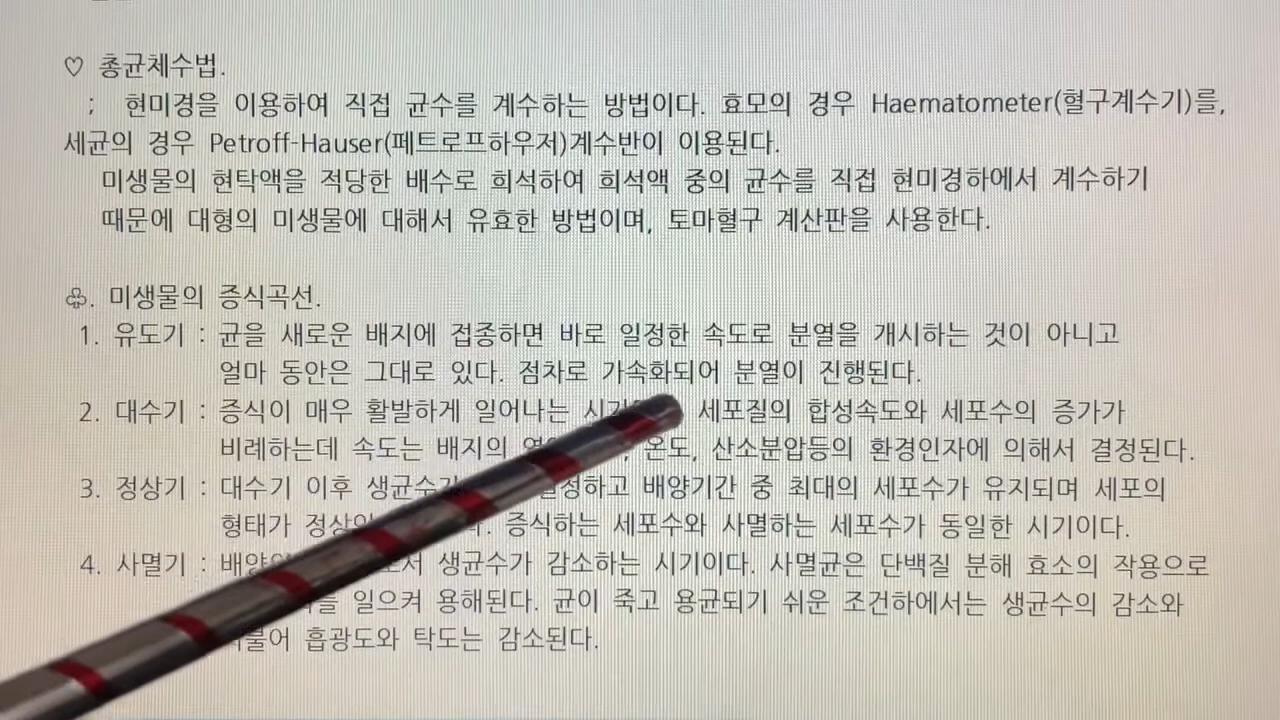 ♡ 총균체수법.
; 현미경을 이용하여 직접 균수를 계수하는 방법이다. 효모의 경우 Haematometer(혈구계수기)를,
세균의 경우 Petroff-Hauser(페트로프하우저)계수반이 이용된다.
미생물의 현탁액을 적당한 배수로 희석하여 희석액 중의 균수를 직접 현미경하에서 계수하기
때문에 대형의 미생물에 대해서 유효한 방법이며, 토마혈구 계산판을 사용한다.
♧. 미생물의 증식곡선.
1. 유도기 : 균을 새로운 배지에 접종하면 바로 일정한 속도로 분열을 개시하는 것이 아니고
얼마 동안은 그대로 있다. 점차로 가속화되어 분열이 진행된다.
2. 대수기 : 증식이 매우 활발하게 일어나는 세포질의 합성속도와 세포수의 증가가
비례하는데 속도는 배지의 온도, 산소분압등의 환경인자에 의해서 결정된다.
3. 정상기 : 대수기 이후 배양기간 중 최대의 세포수가 유지되며 세포의
형태가 증식하는 세포수와 사멸하는 세포수가 동일한 시기이다.
4. 사멸기 : 생균수가 감소하는 시기이다. 사멸균은 단백질 분해 효소의 작용으로
일으켜 용해된다. 균이 죽고 용균되기 쉬운 조건하에서는 생균수의 감소와
흡광도와 탁도는 감소된다.